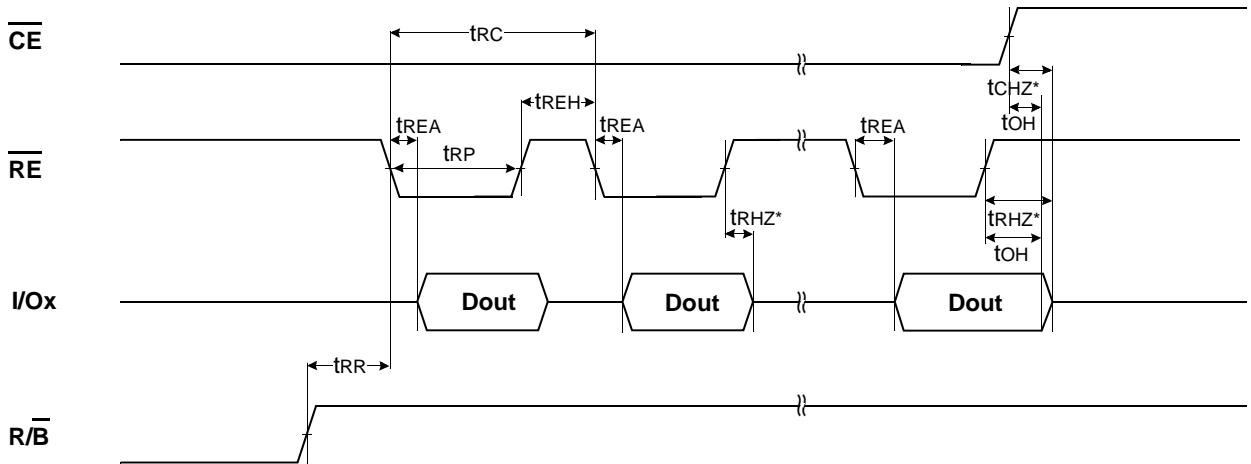 CE
tRC
tCHZ*
tREH
tOH
tREA
tREA
tREA
tRP
RE
tRHZ*
tRHZ*
tOH
I/Ox
Dout
Dout
Dout
tRR
R/B